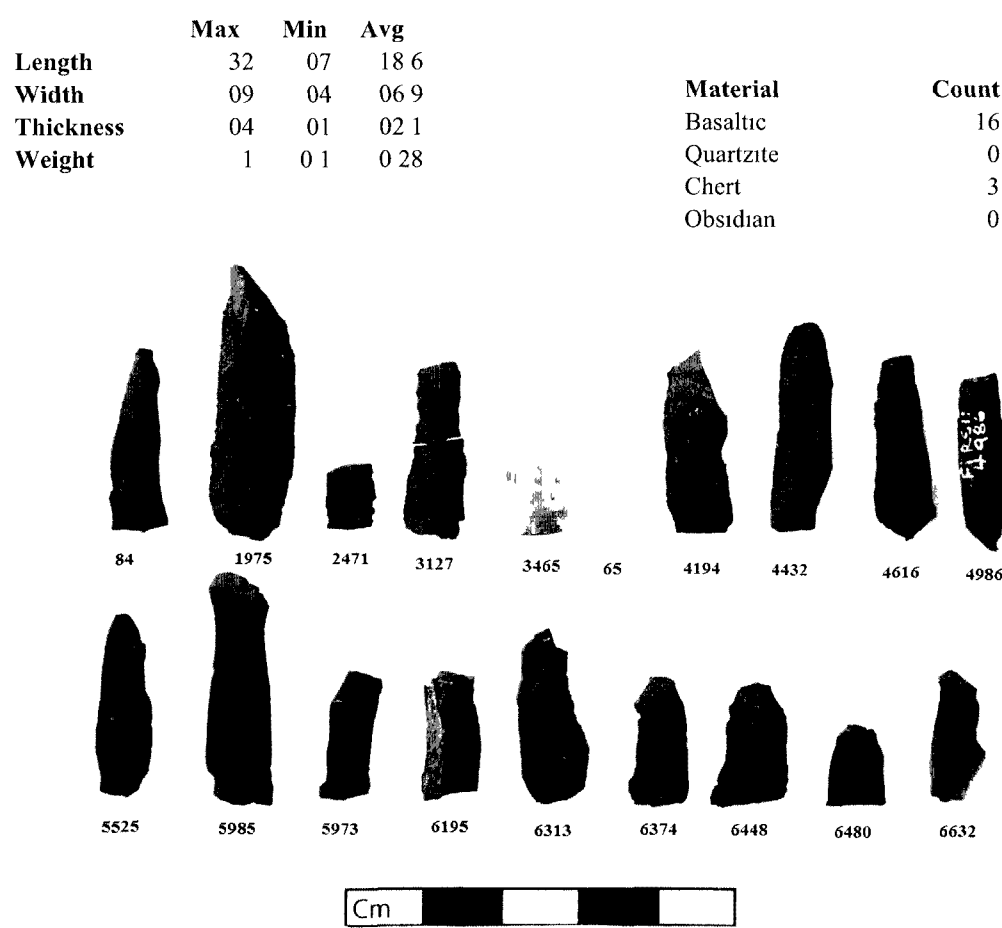 Max Min Avg
Length 32 07 18 6
Width 09 04 06 9
Thickness 04 01 02 1
Weight 1 0 1 0 28
Material Count
Basaltıc 16
Quartzıte 0
Chert 3
Obsıdıan 0
FIRSI:
4986
84 1975 2471 3127 3465 65 4194 4432 4616 4986
5525 5985 5973 6195 6313 6374 6448 6480 6632
Cm